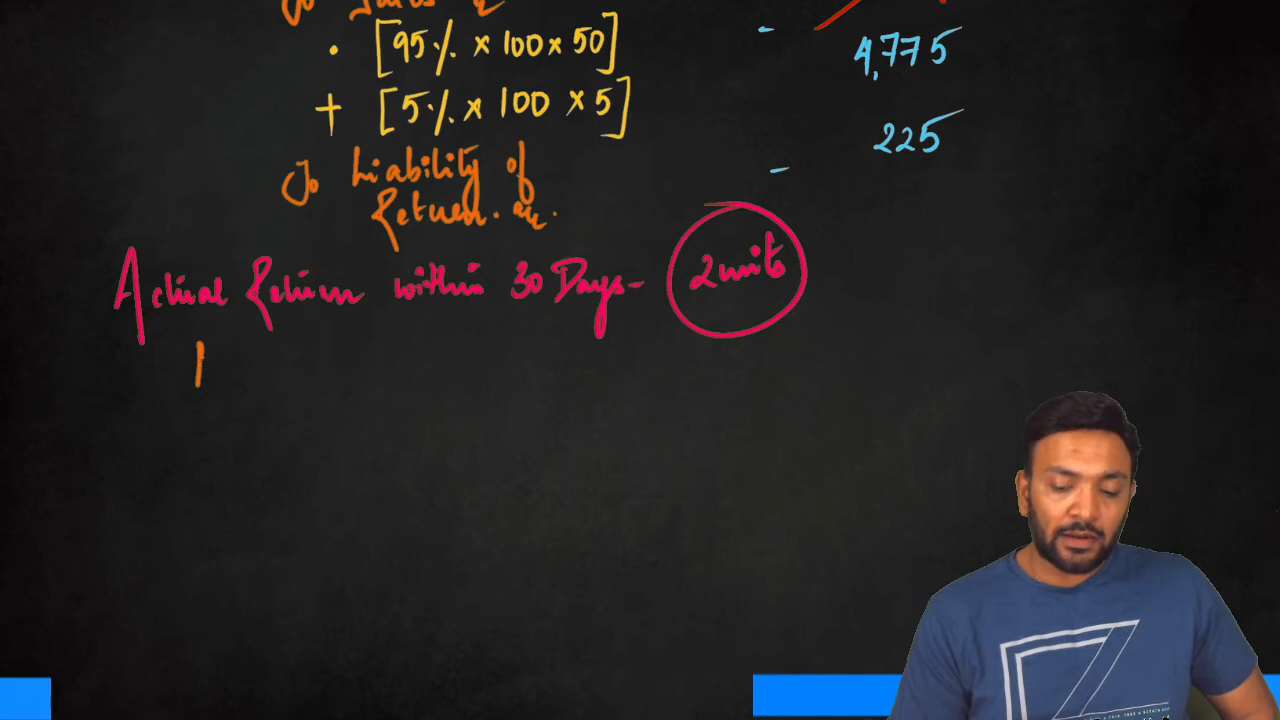 • [95% × 100 × 50] - 4,775
+ [5% × 100 × 5]
To Liability of - 225
Return a/c.
Actual Return within 30 Days - 2 units